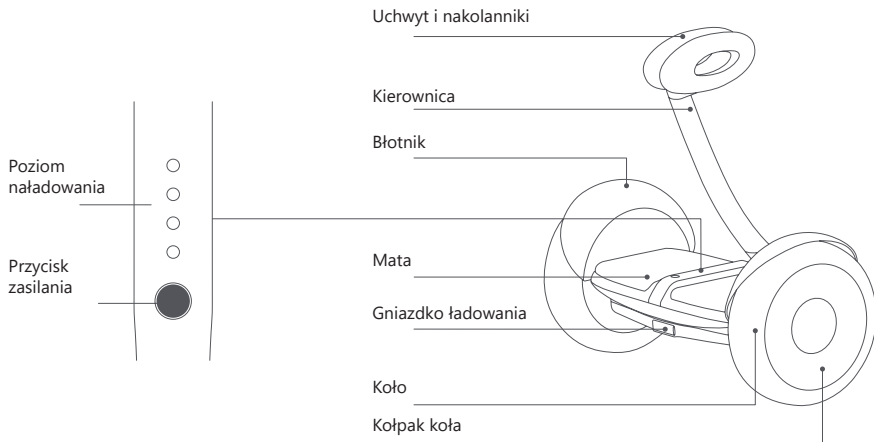 Uchwyt i nakolanniki
Kierownica
Błotnik
Poziom
naładowania
Przycisk
zasilania
Mata
Gniazdko ładowania
Koło
Kołpak koła